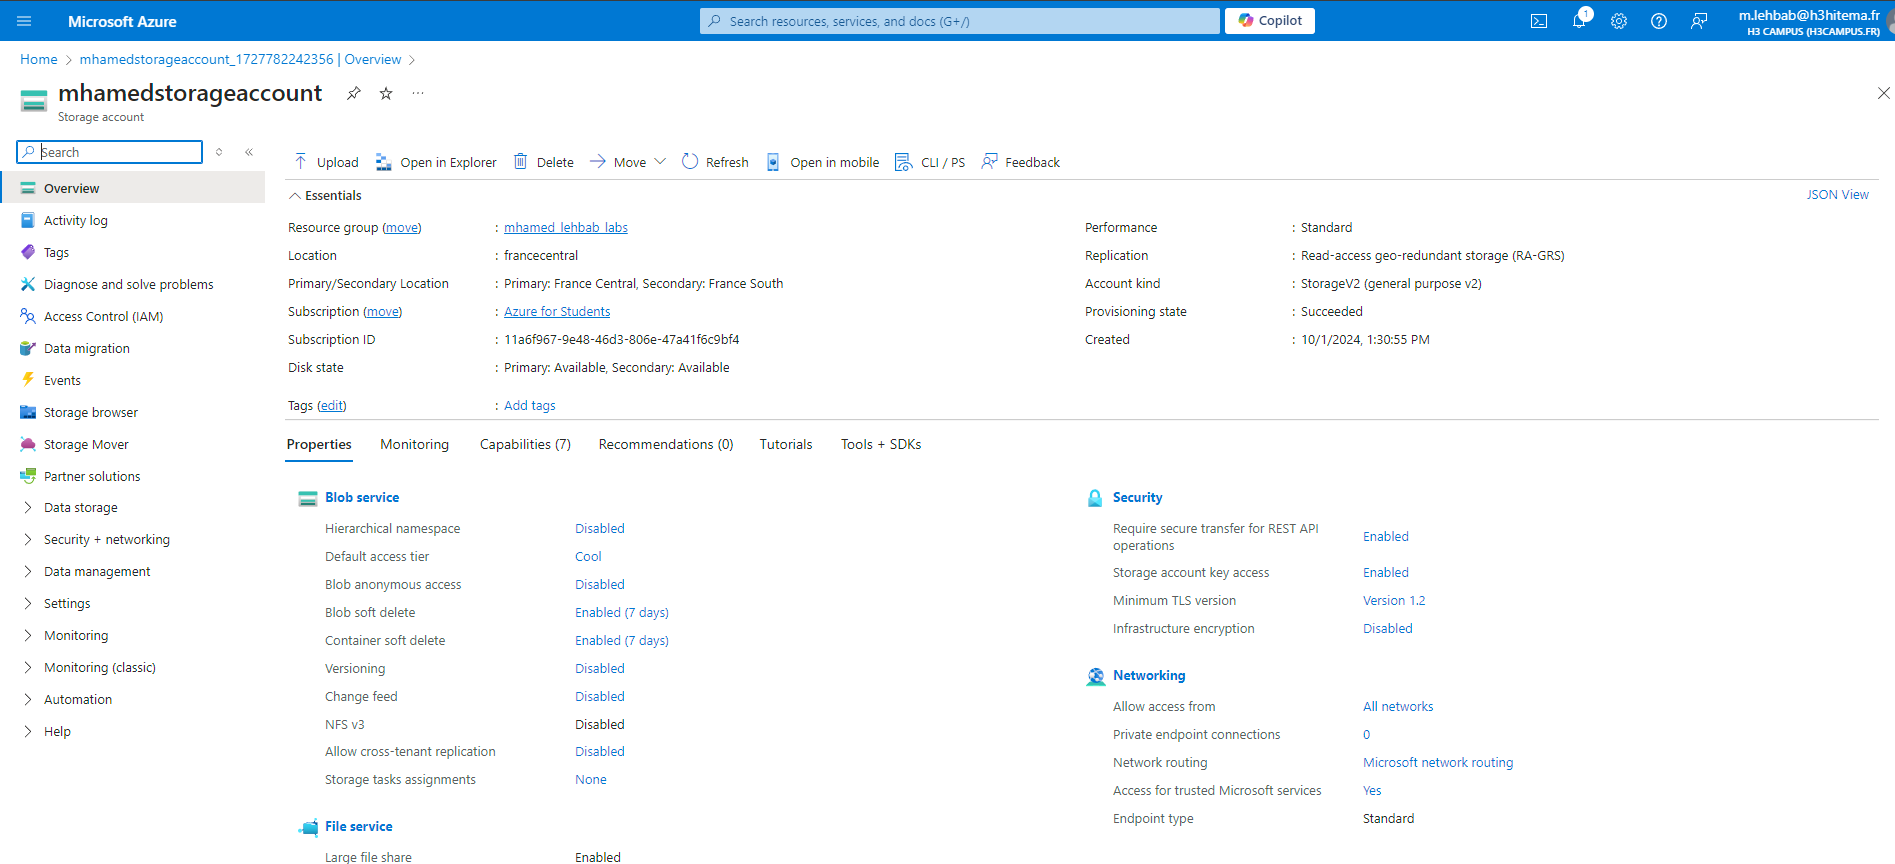 Microsoft Azure
Search resources, services, and docs (G+/)
Copilot
1
m.lehbab@h3hitema.fr
H3 CAMPUS (H3CAMPUS.FR)
Home > mhamedstorageaccount_1727782242356 | Overview >
mhamedstorageaccount
...
Storage account
Search
Overview
Activity log
Tags
Diagnose and solve problems
Access Control (IAM)
Data migration
Events
Storage browser
Storage Mover
Partner solutions
Data storage
Security + networking
Data management
Settings
Monitoring
Monitoring (classic)
Automation
Help
Upload Open in Explorer Delete Move Refresh Open in mobile CLI / PS Feedback
Essentials
JSON View
Resource group (move) : mhamed_lehbab_labs
Location : francecentral
Primary/Secondary Location : Primary: France Central, Secondary: France South
Subscription (move) : Azure for Students
Subscription ID : 11a6f967-9e48-46d3-806e-47a41f6c9bf4
Disk state : Primary: Available, Secondary: Available
Tags (edit) : Add tags
Performance : Standard
Replication : Read-access geo-redundant storage (RA-GRS)
Account kind : StorageV2 (general purpose v2)
Provisioning state : Succeeded
Created : 10/1/2024, 1:30:55 PM
Properties Monitoring Capabilities (7) Recommendations (0) Tutorials Tools + SDKs
Blob service
Hierarchical namespace Disabled
Default access tier Cool
Blob anonymous access Disabled
Blob soft delete Enabled (7 days)
Container soft delete Enabled (7 days)
Versioning Disabled
Change feed Disabled
NFS v3 Disabled
Allow cross-tenant replication Disabled
Storage tasks assignments None
File service
Large file share Enabled
Security
Require secure transfer for REST API
operations
Enabled
Storage account key access Enabled
Minimum TLS version Version 1.2
Infrastructure encryption Disabled
Networking
Allow access from All networks
Private endpoint connections 0
Network routing Microsoft network routing
Access for trusted Microsoft services Yes
Endpoint type Standard